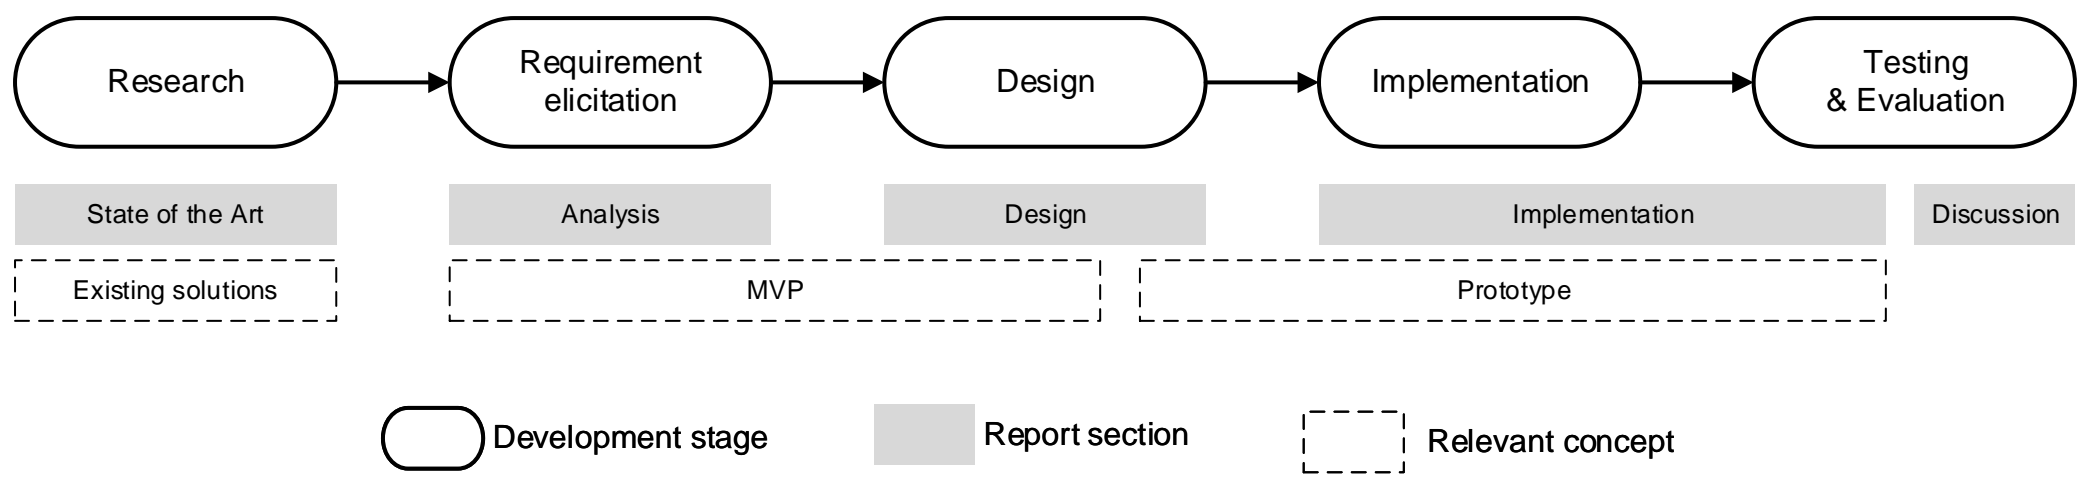 Research
Requirement
elicitation
Design
Implementation
Testing
& Evaluation
State of the Art
Analysis
Design
Implementation
Discussion
Existing solutions
MVP
Prototype
Development stage
Report section
Relevant concept